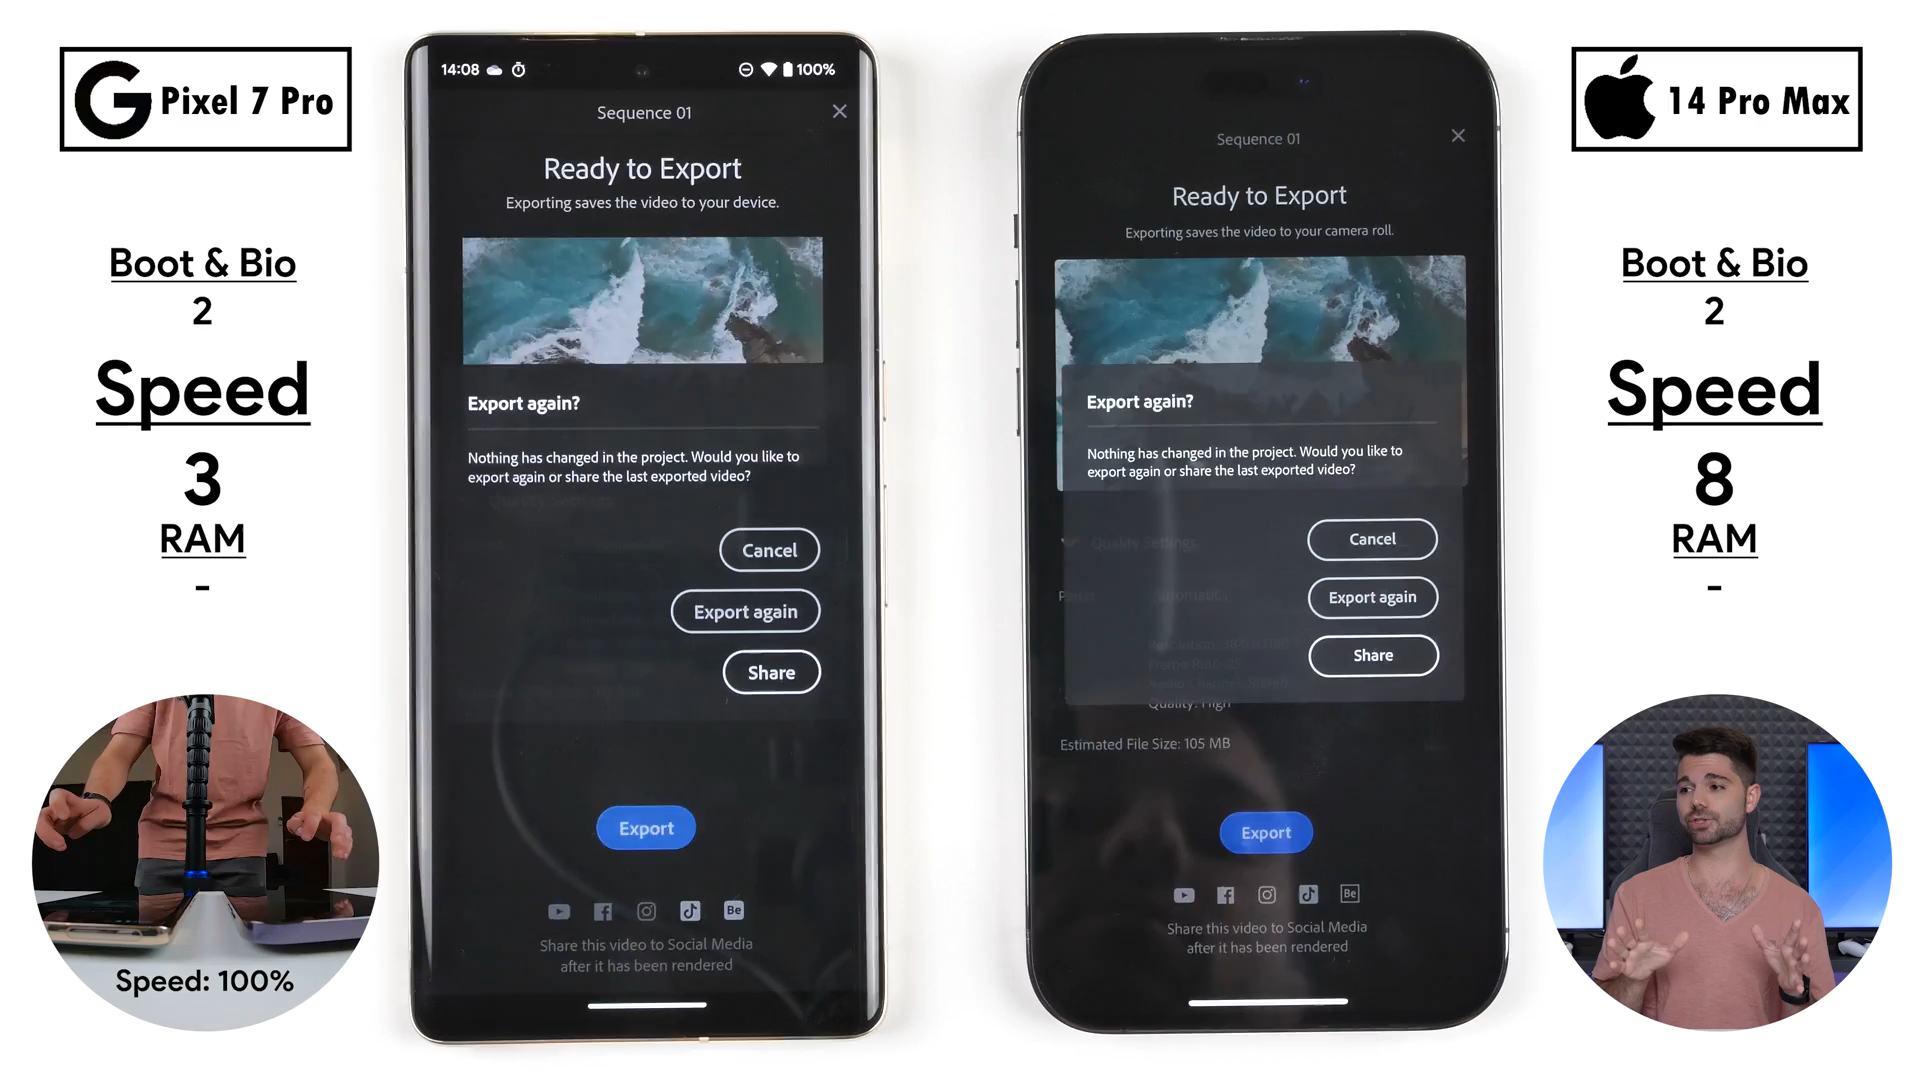 Pixel 7 Pro
Boot & Bio
2
Speed
3
RAM
-
Speed: 100%
14:08
100%
Sequence 01
Ready to Export
Exporting saves the video to your device.
Export again?
Nothing has changed in the project. Would you like to
export again or share the last exported video?
Cancel
Export again
Share
Export
Be
Share this video to Social Media
after it has been rendered
Sequence 01
Ready to Export
Exporting saves the video to your camera roll.
Export again?
Nothing has changed in the project. Would you like to
export again or share the last exported video?
Cancel
Quality Settings
Export again
Share
Quality: High
Estimated File Size: 105 MB
Export
Be
Share this video to Social Media
after it has been rendered
14 Pro Max
Boot & Bio
2
Speed
8
RAM
-